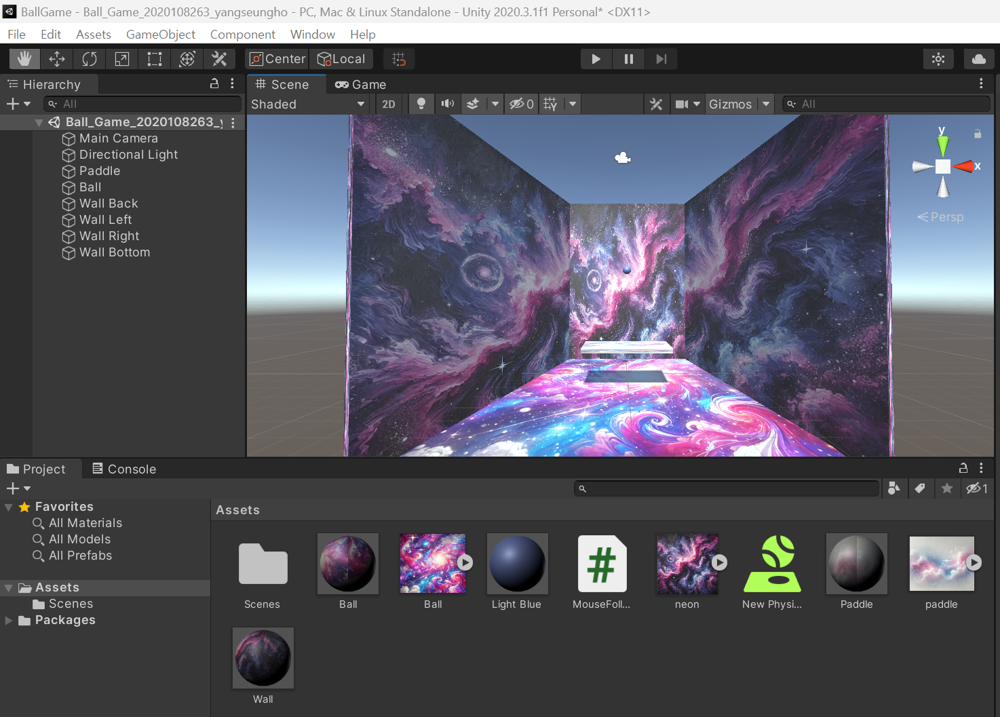 BallGame - Ball_Game_2020108263_yangseungho - PC, Mac & Linux Standalone - Unity 2020.3.1f1 Personal* <DX11>
File Edit Assets GameObject Component Window Help
Center Local
Hierarchy
Scene Game
All
Shaded 2D 0 Gizmos All
Ball_Game_2020108263_y
Main Camera
Directional Light
Paddle
Ball
Wall Back
Wall Left
Wall Right
Wall Bottom
y
x
Persp
Project Console
1
Favorites
All Materials
All Models
All Prefabs
Assets
Scenes
Packages
Assets
Scenes Ball Ball Light Blue MouseFoll... neon New Physi... Paddle paddle
Wall